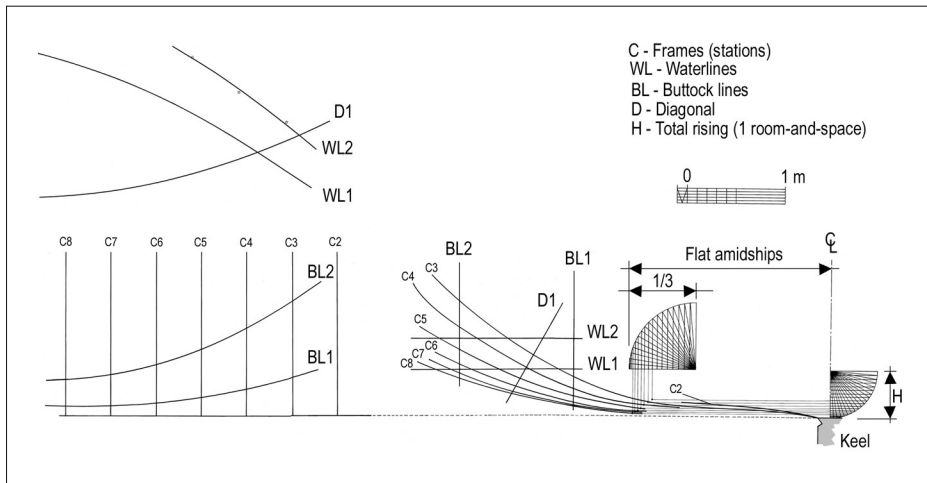 C - Frames (stations)
WL - Waterlines
BL - Buttock lines
D - Diagonal
H - Total rising (1 room-and-space)
0 1 m
D1
WL2
WL1
C8 C7 C6 C5 C4 C3 C2
BL2
BL1
BL2
BL1
C3
C4
D1
C5
WL2
C6
C7
C8
WL1
C2
℄
Flat amidships
1/3
H
Keel